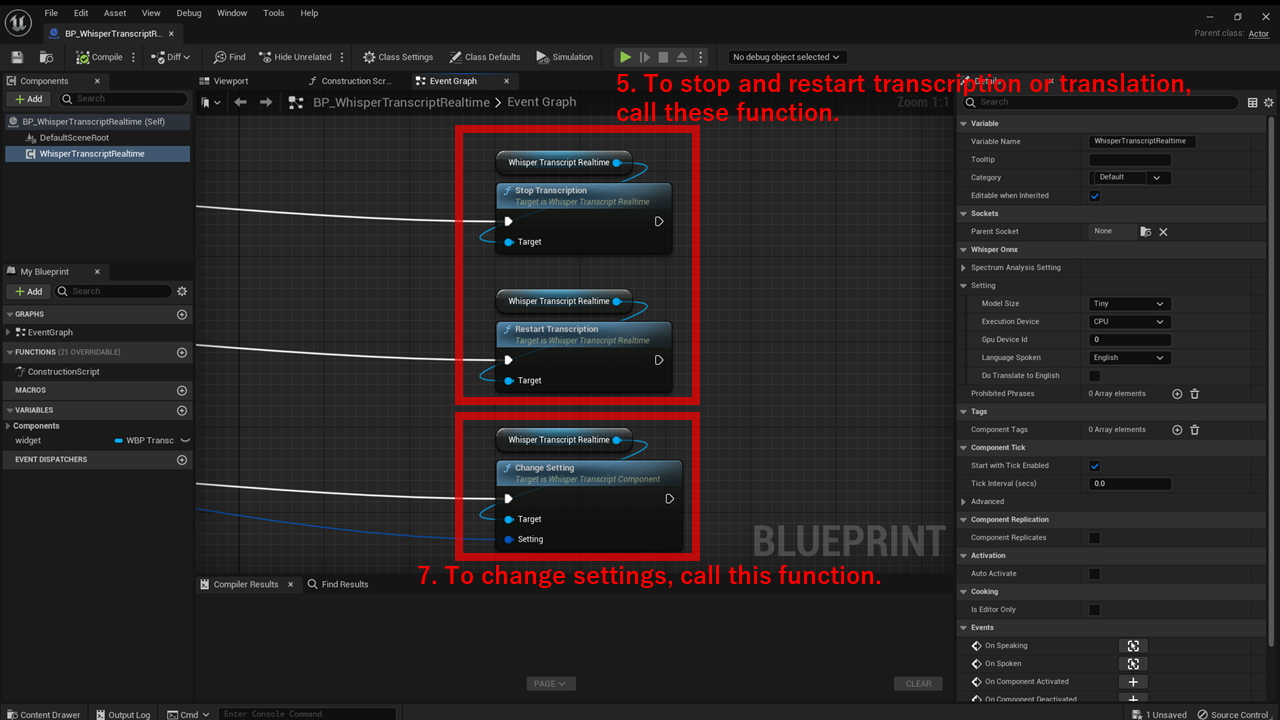 File Edit Asset View Debug Window Tools Help
BP_WhisperTranscriptR...
Parent class: Actor
Compile Diff Find Hide Unrelated Class Settings Class Defaults Simulation No debug object selected
Components
Viewport Construction Scr... Event Graph
Details
5. To stop and restart transcription or translation,
call these function.
Add Search
BP_WhisperTranscriptRealtime > Event Graph
Zoom 1:1
Search
BP_WhisperTranscriptRealtime (Self)
DefaultSceneRoot
WhisperTranscriptRealtime
Whisper Transcript Realtime
Stop Transcription
Target is Whisper Transcript Realtime
Target
Whisper Transcript Realtime
Restart Transcription
Target is Whisper Transcript Realtime
Target
Whisper Transcript Realtime
Change Setting
Target is Whisper Transcript Component
Target
Setting
BLUEPRINT
7. To change settings, call this function.
My Blueprint
Add Search
GRAPHS
EventGraph
FUNCTIONS (21 OVERRIDABLE)
ConstructionScript
MACROS
VARIABLES
Components
widget WBP Transc
EVENT DISPATCHERS
Compiler Results Find Results
PAGE
CLEAR
Variable
Variable Name WhisperTranscriptRealtime
Tooltip
Category Default
Editable when Inherited
Sockets
Parent Socket None
Whisper Onnx
Spectrum Analysis Setting
Setting
Model Size Tiny
Execution Device CPU
Gpu Device Id 0
Language Spoken English
Do Translate to English
Prohibited Phrases 0 Array elements
Tags
Component Tags 0 Array elements
Component Tick
Start with Tick Enabled
Tick Interval (secs) 0.0
Advanced
Component Replication
Component Replicates
Activation
Auto Activate
Cooking
Is Editor Only
Events
On Speaking
On Spoken
On Component Activated
On Component Deactivated
Content Drawer Output Log Cmd Enter Console Command
1 Unsaved Source Control